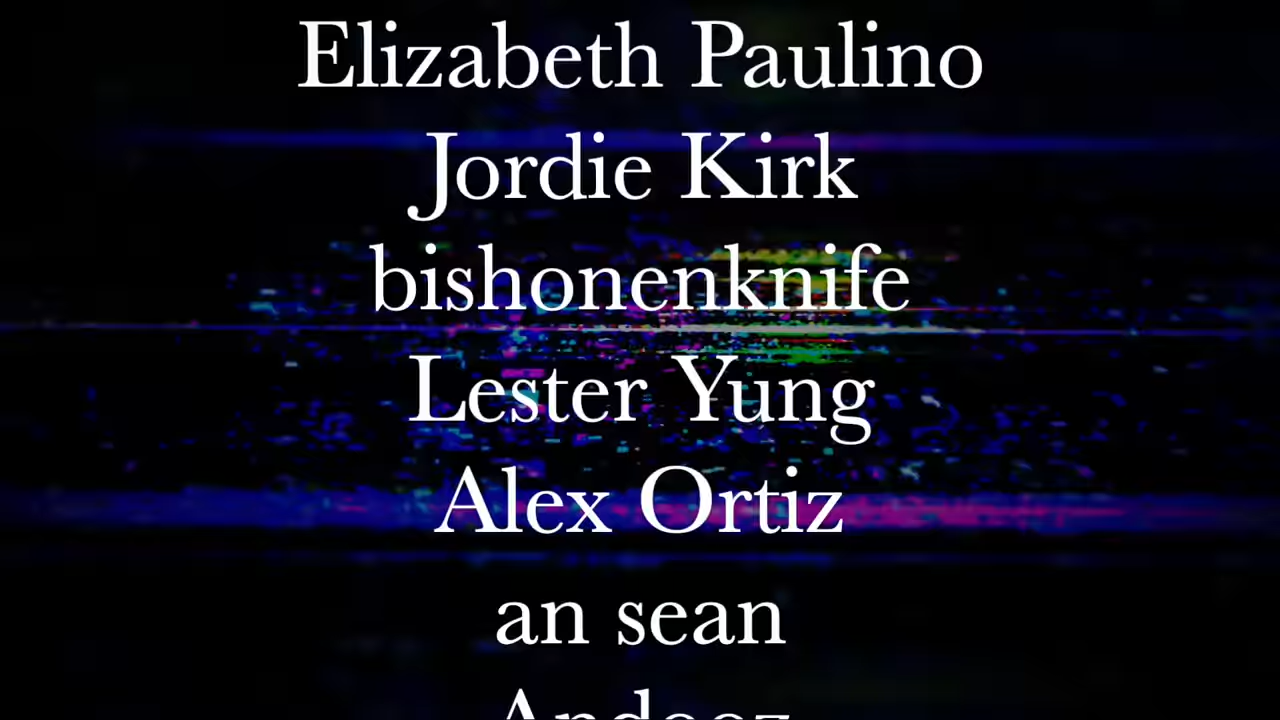 Elizabeth Paulino
Jordie Kirk
bishonenknife
Lester Yung
Alex Ortiz
an sean